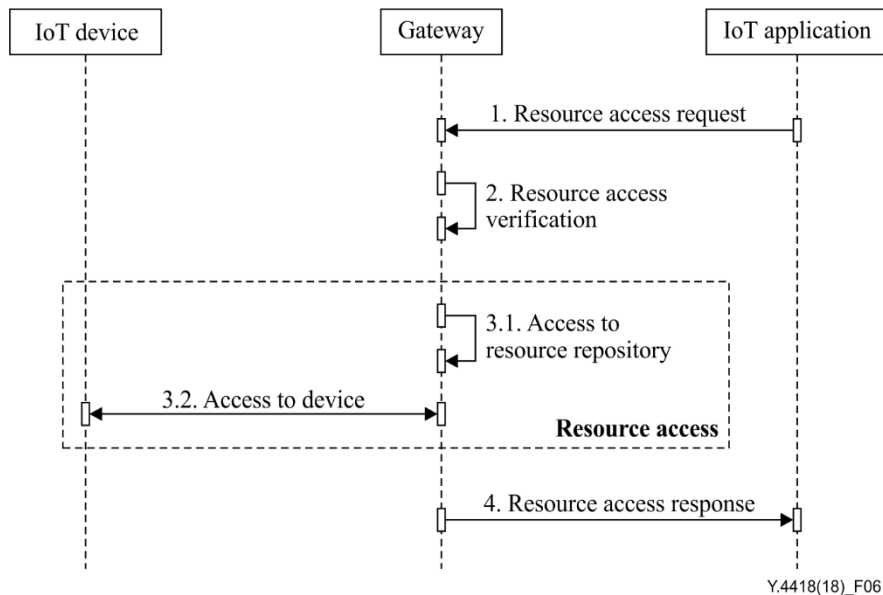 IoT device
Gateway
IoT application
1. Resource access request
2. Resource access
verification
3.1. Access to
resource repository
3.2. Access to device
Resource access
4. Resource access response
Y.4418(18)_F06